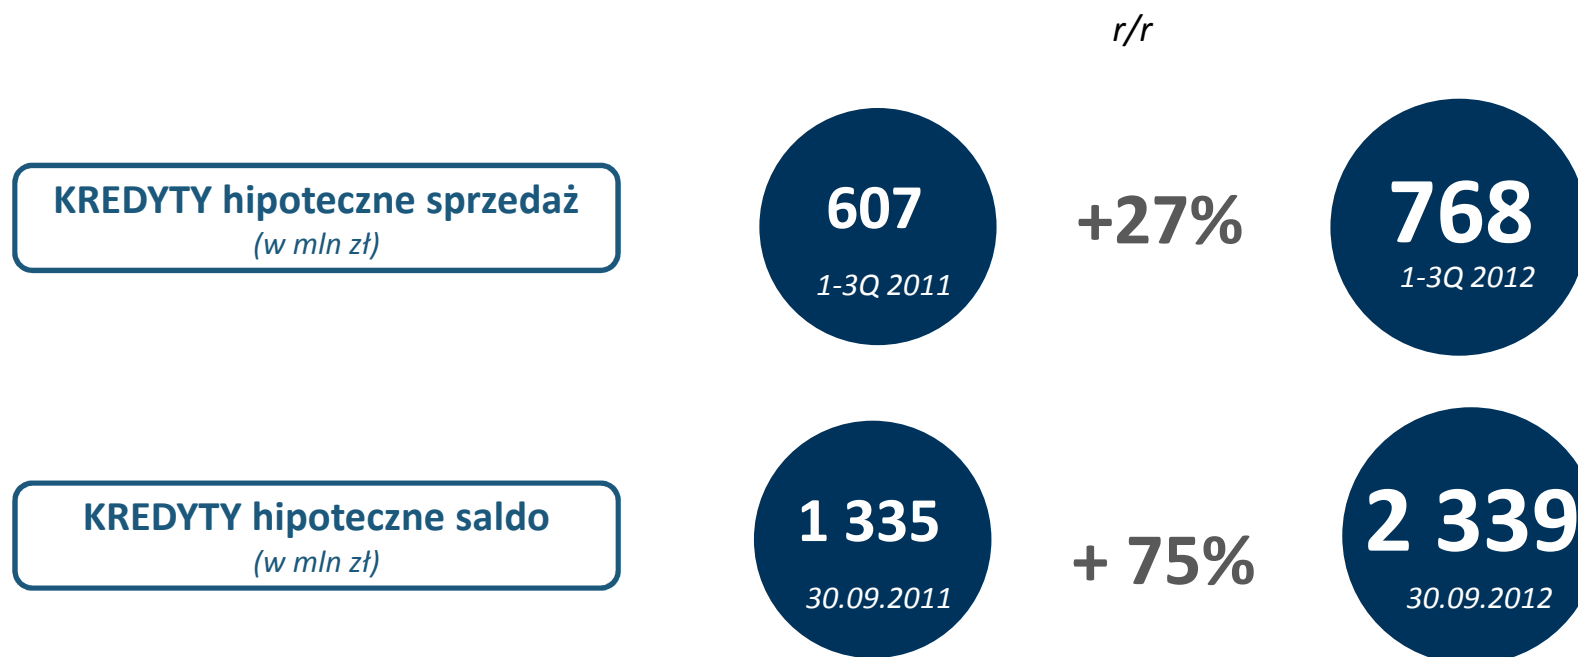 r/r
KREDYTY hipoteczne sprzedaż
(w mln zł)
607
1-3Q 2011
+27%
768
1-3Q 2012
KREDYTY hipoteczne saldo
(w mln zł)
1 335
30.09.2011
+ 75%
2 339
30.09.2012